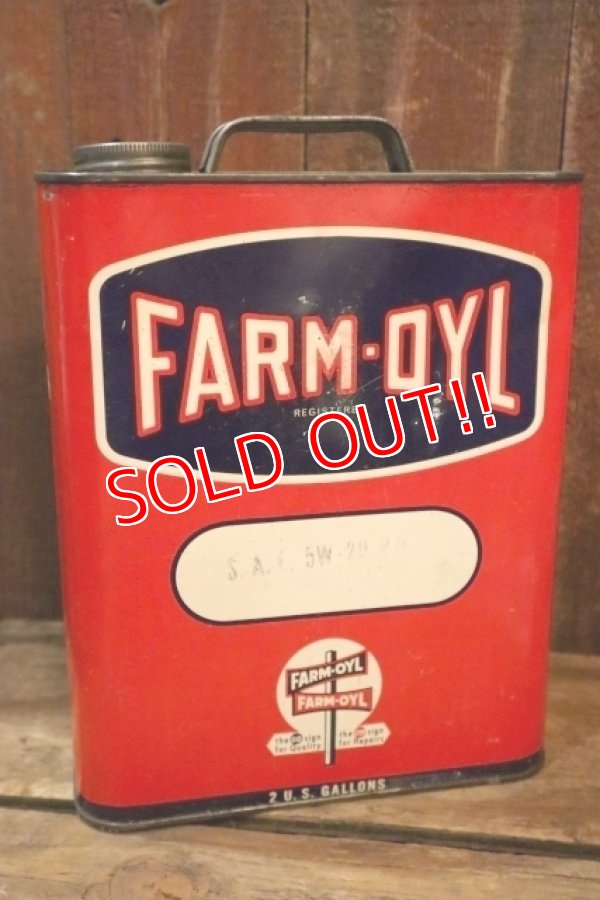 FARM-OYL
REGISTERED
SOLD OUT!!
S. A. E. 5W-20
FARM-OYL
FARM-OYL
the GO sign for Quality
the sign for Repairs
2 U. S. GALLONS